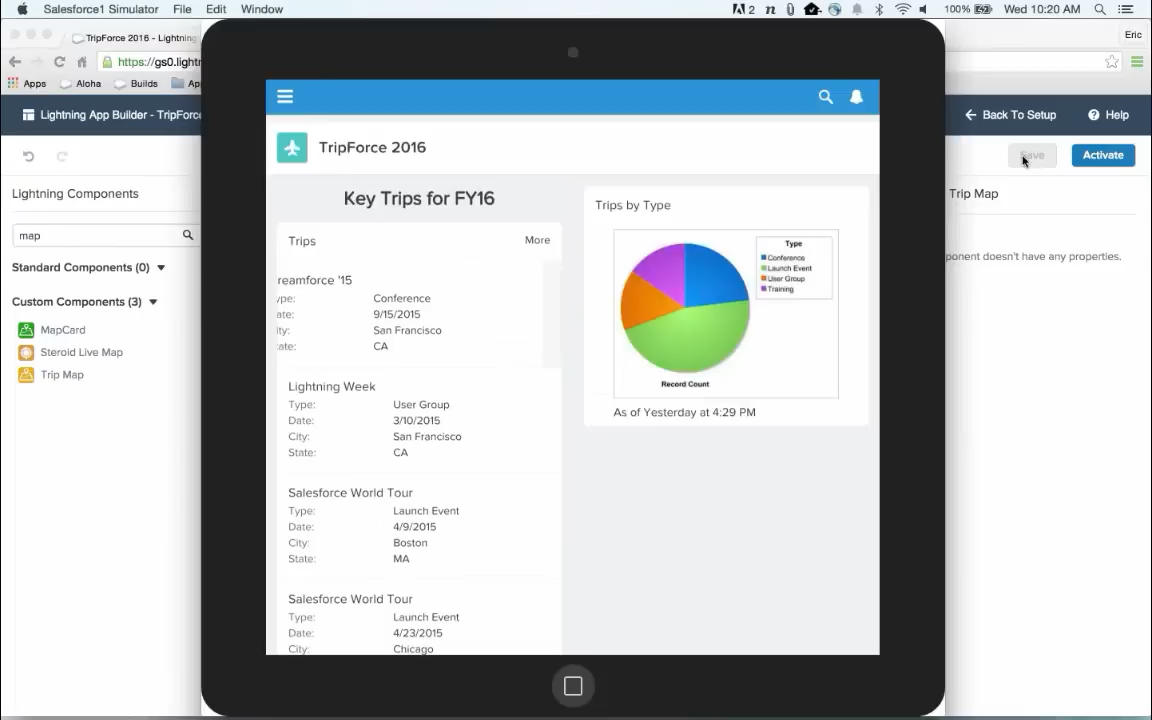 Salesforce1 Simulator File Edit Window
2 100% Wed 10:20 AM
TripForce 2016 - Lightning
Eric
https://gs0.light
Apps Aloha Builds Ap
Lightning App Builder - TripForce
Back To Setup Help
Save Activate
Lightning Components
Trip Map
map
ponent doesn't have any properties.
Standard Components (0)
Custom Components (3)
MapCard
Steroid Live Map
Trip Map
TripForce 2016
Key Trips for FY16
Trips More
reamforce '15
ype: Conference
ate: 9/15/2015
ity: San Francisco
ate: CA
Lightning Week
Type: User Group
Date: 3/10/2015
City: San Francisco
State: CA
Salesforce World Tour
Type: Launch Event
Date: 4/9/2015
City: Boston
State: MA
Salesforce World Tour
Type: Launch Event
Date: 4/23/2015
City: Chicago
Trips by Type
Type
Conference
Launch Event
User Group
Training
Record Count
As of Yesterday at 4:29 PM